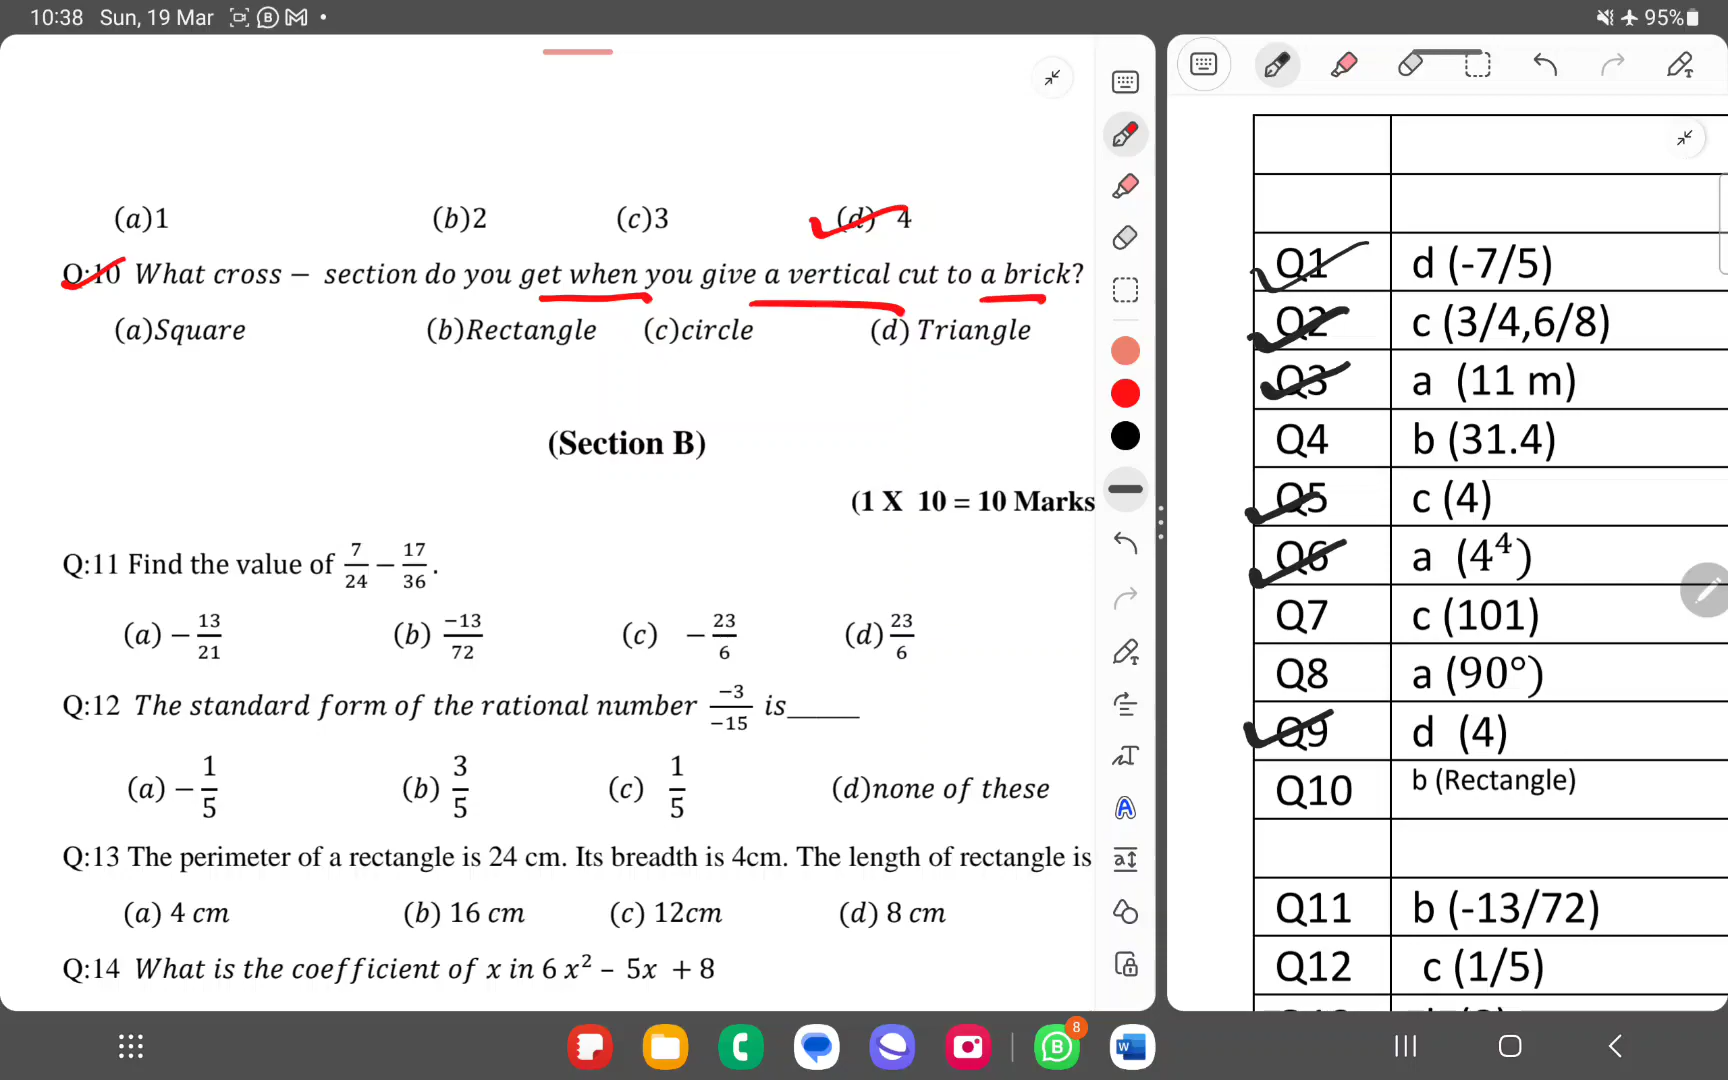 10:38 Sun, 19 Mar
95%
(a)1 (b)2 (c)3 (d) 4
Q:10 What cross – section do you get when you give a vertical cut to a brick?
(a)Square (b)Rectangle (c)circle (d) Triangle
(Section B)
(1 X 10 = 10 Marks
Q:11 Find the value of 7/24 – 17/36 .
(a) – 13/21 (b) –13/72 (c) – 23/6 (d) 23/6
Q:12 The standard form of the rational number –3/–15 is_____
(a) – 1/5 (b) 3/5 (c) 1/5 (d)none of these
Q:13 The perimeter of a rectangle is 24 cm. Its breadth is 4cm. The length of rectangle is
(a) 4 cm (b) 16 cm (c) 12cm (d) 8 cm
Q:14 What is the coefficient of x in 6 x² – 5x + 8
Q1 d (-7/5)
Q2 c (3/4,6/8)
Q3 a (11 m)
Q4 b (31.4)
Q5 c (4)
Q6 a (4⁴)
Q7 c (101)
Q8 a (90°)
Q9 d (4)
Q10 b (Rectangle)
Q11 b (-13/72)
Q12 c (1/5)
8